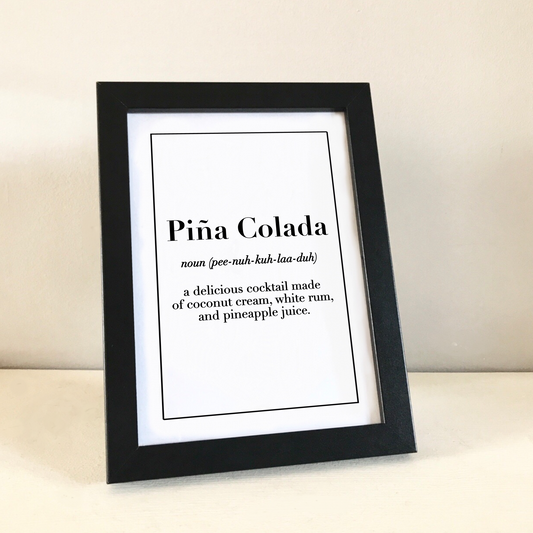 Piña Colada
noun (pee-nuh-kuh-laa-duh)
a delicious cocktail made
of coconut cream, white rum,
and pineapple juice.